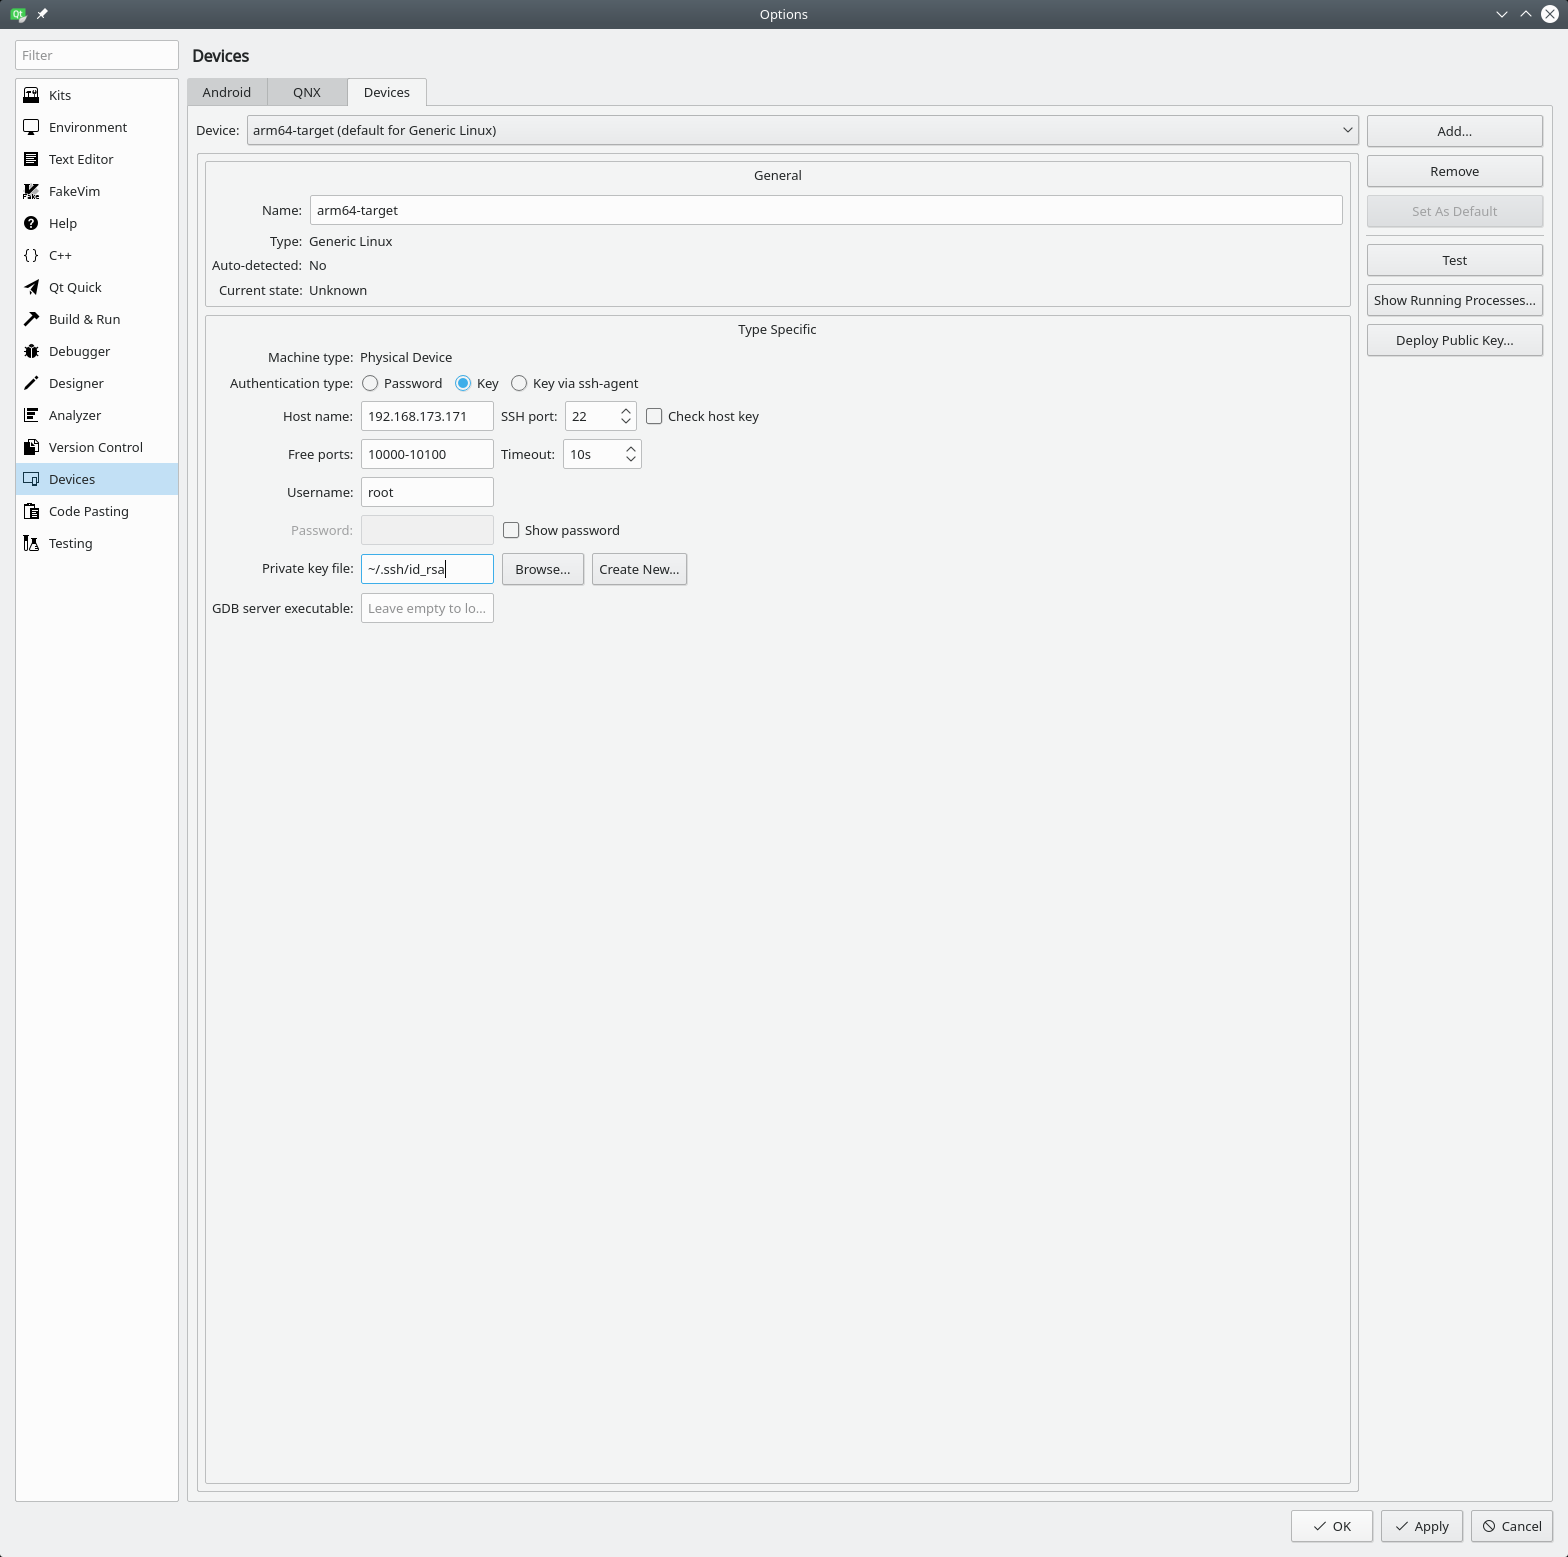 Options
Filter
Devices
Kits
Environment
Text Editor
FakeVim
Help
C++
Qt Quick
Build & Run
Debugger
Designer
Analyzer
Version Control
Devices
Code Pasting
Testing
Android QNX Devices
Device: arm64-target (default for Generic Linux)
General
Name: arm64-target
Type: Generic Linux
Auto-detected: No
Current state: Unknown
Type Specific
Machine type: Physical Device
Authentication type: Password Key Key via ssh-agent
Host name: 192.168.173.171 SSH port: 22 Check host key
Free ports: 10000-10100 Timeout: 10s
Username: root
Password: Show password
Private key file: ~/.ssh/id_rsa Browse... Create New...
GDB server executable: Leave empty to lo...
Add...
Remove
Set As Default
Test
Show Running Processes...
Deploy Public Key...
OK Apply Cancel